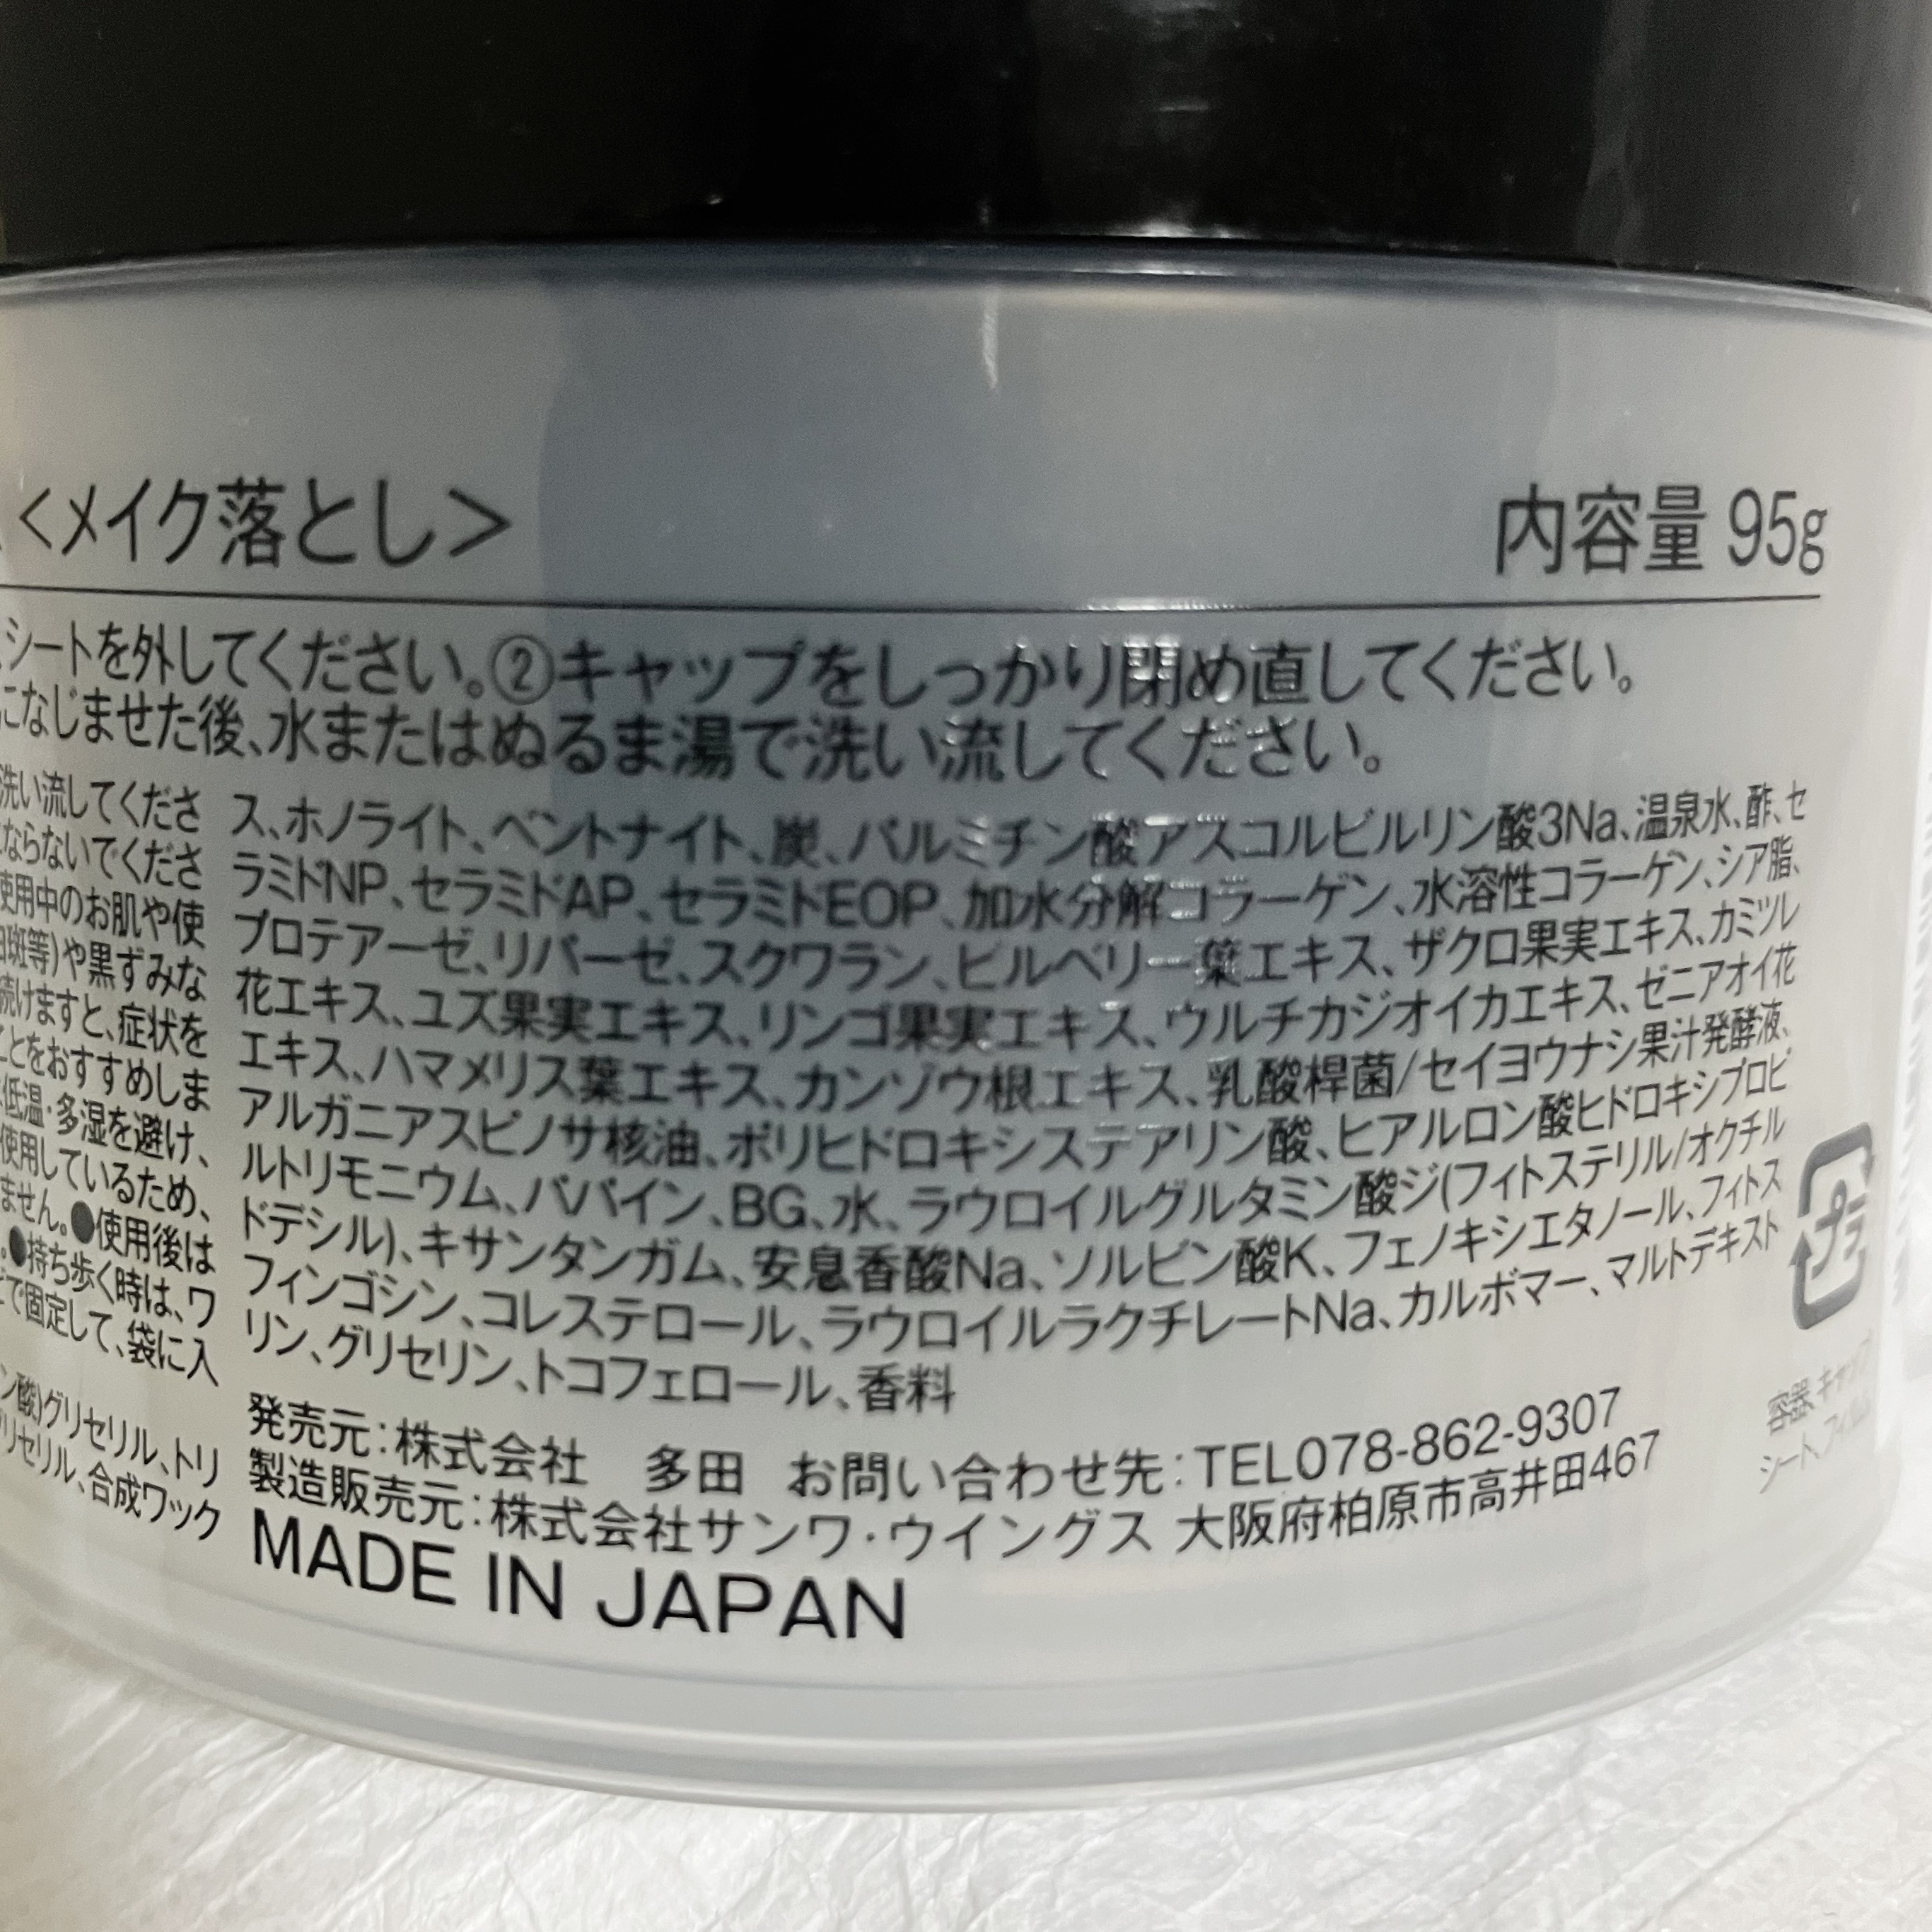 <メイク落とし>
内容量 95g
シートを外してください。②キャップをしっかり閉め直してください。
になじませた後、水またはぬるま湯で洗い流してください。
洗い流してくださ
にならないでくださ
使用中のお肌や使
白斑等)や黒ずみな
続けますと、症状を
ことをおすすめしま
低温・多湿を避け、
使用しているため、
ません。●使用後は
。●持ち歩く時は、ワ
で固定して、袋に入
ン酸)グリセリル、トリ
グリセリル、合成ワック
ス、ホノライト、ベントナイト、炭、パルミチン酸アスコルビルリン酸3Na、温泉水、酢、セ
ラミドNP、セラミドAP、セラミドEOP、加水分解コラーゲン、水溶性コラーゲン、シア脂、
プロテアーゼ、リパーゼ、スクワラン、ビルベリー葉エキス、ザクロ果実エキス、カミツレ
花エキス、ユズ果実エキス、リンゴ果実エキス、ウルチカジオイカエキス、ゼニアオイ花
エキス、ハマメリス葉エキス、カンゾウ根エキス、乳酸桿菌/セイヨウナシ果汁発酵液、
アルガニアスピノサ核油、ポリヒドロキシステアリン酸、ヒアルロン酸ヒドロキシプロピ
ルトリモニウム、パパイン、BG、水、ラウロイルグルタミン酸ジ(フィトステリル/オクチル
ドデシル)、キサンタンガム、安息香酸Na、ソルビン酸K、フェノキシエタノール、フィトス
フィンゴシン、コレステロール、ラウロイルラクチレートNa、カルボマー、マルトデキスト
リン、グリセリン、トコフェロール、香料
発売元：株式会社 多田 お問い合わせ先：TEL078-862-9307
製造販売元：株式会社サンワ・ウイングス 大阪府柏原市高井田467
MADE IN JAPAN
プラ
容器、キャップ
シート、フィルム